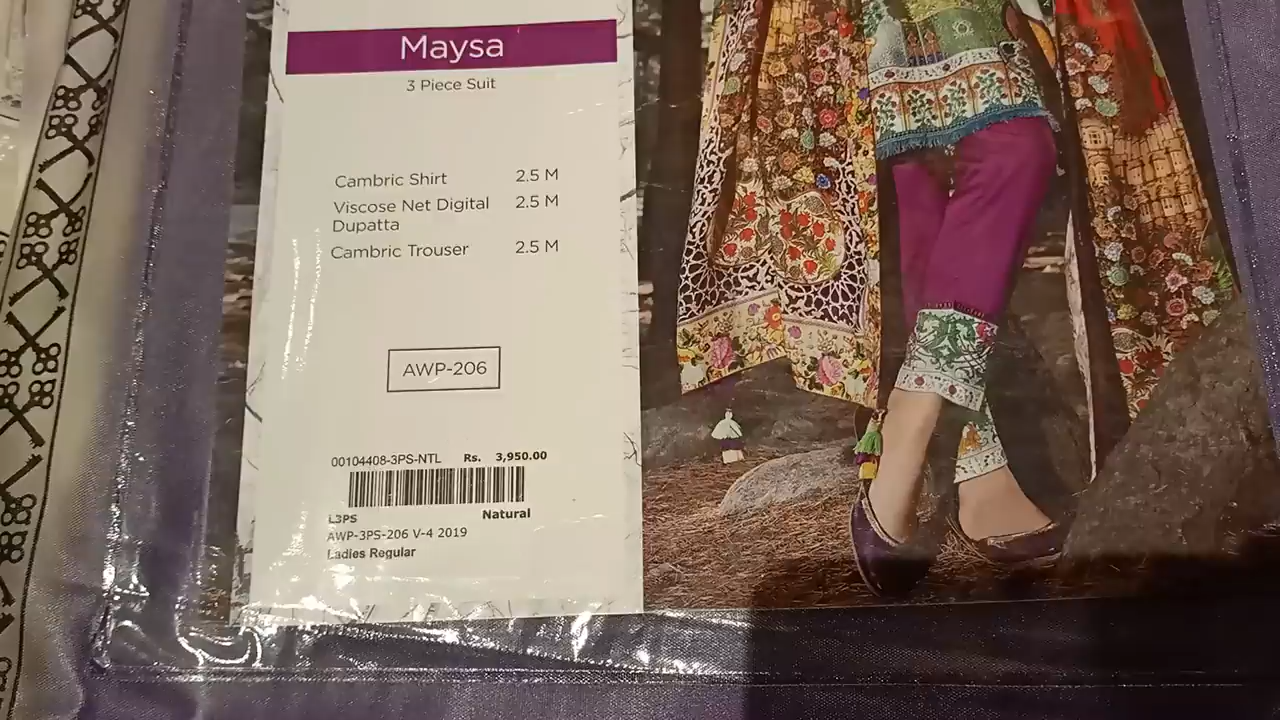 Maysa
3 Piece Suit
Cambric Shirt 2.5 M
Viscose Net Digital 2.5 M
Dupatta
Cambric Trouser 2.5 M
AWP-206
00104408-3PS-NTL Rs. 3,950.00
L3PS Natural
AWP-3PS-206 V-4 2019
Ladies Regular